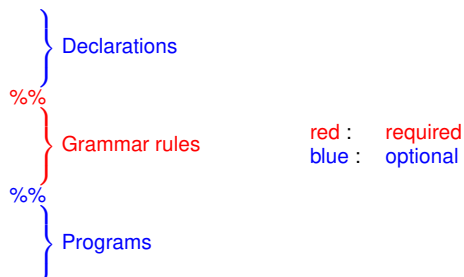 Declarations
%%
Grammar rules
red : required
blue : optional
%%
Programs